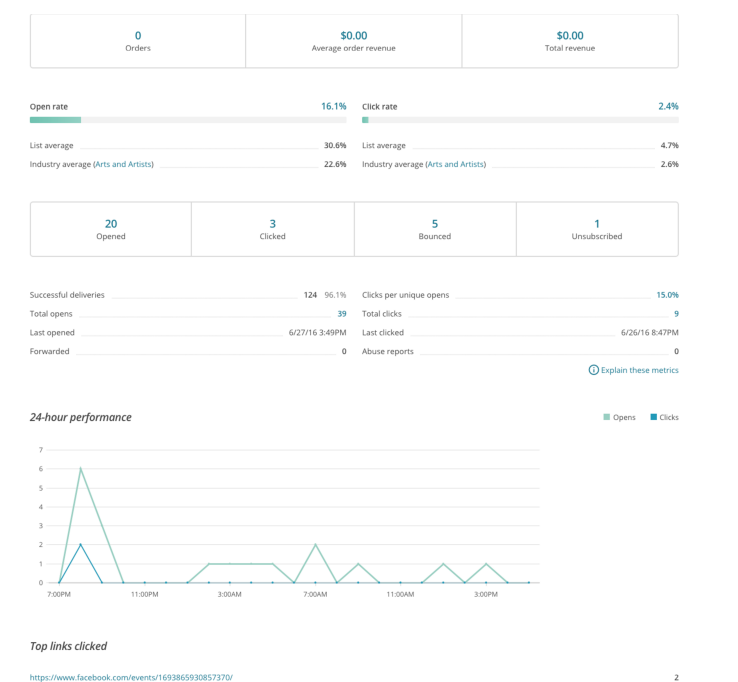 0 $0.00 $0.00
Orders Average order revenue Total revenue
Open rate 16.1% Click rate 2.4%
List average 30.6% List average 4.7%
Industry average (Arts and Artists) 22.6% Industry average (Arts and Artists) 2.6%
20 3 5 1
Opened Clicked Bounced Unsubscribed
Successful deliveries 124 96.1% Clicks per unique opens 15.0%
Total opens 39 Total clicks 9
Last opened 6/27/16 3:49PM Last clicked 6/26/16 8:47PM
Forwarded 0 Abuse reports 0
Explain these metrics
24-hour performance Opens Clicks
7
6
5
4
3
2
1
0
7:00PM 11:00PM 3:00AM 7:00AM 11:00AM 3:00PM
Top links clicked
https://www.facebook.com/events/1693865930857370/ 2